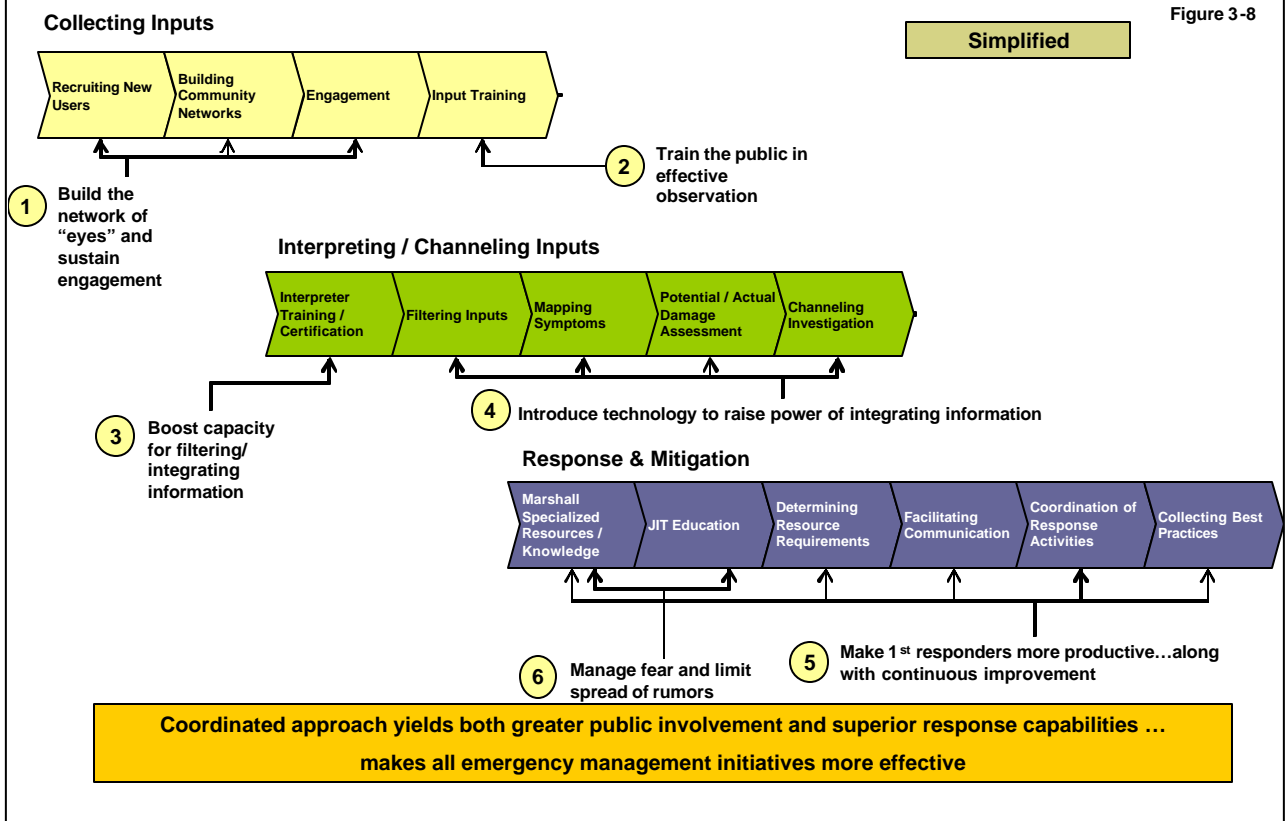 Figure 3-8
Collecting Inputs
Simplified
Recruiting New
Users
Building
Community
Networks
Engagement
Input Training
1
Build the
network of
“eyes” and
sustain
engagement
2
Train the public in
effective
observation
Interpreting / Channeling Inputs
Interpreter
Training /
Certification
Filtering Inputs
Mapping
Symptoms
Potential / Actual
Damage
Assessment
Channeling
Investigation
3
Boost capacity
for filtering/
integrating
information
4
Introduce technology to raise power of integrating information
Response & Mitigation
Marshall
Specialized
Resources /
Knowledge
JIT Education
Determining
Resource
Requirements
Facilitating
Communication
Coordination of
Response
Activities
Collecting Best
Practices
6
Manage fear and limit
spread of rumors
5
Make 1st responders more productive…along
with continuous improvement
Coordinated approach yields both greater public involvement and superior response capabilities …
makes all emergency management initiatives more effective